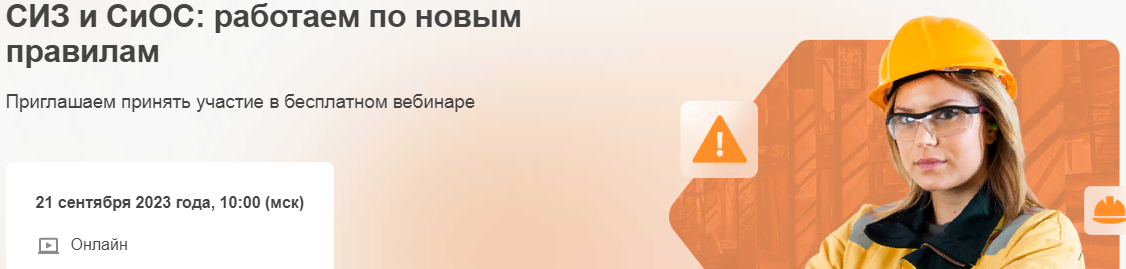 СИЗ и СиОС: работаем по новым
правилам
Приглашаем принять участие в бесплатном вебинаре
21 сентября 2023 года, 10:00 (мск)
Онлайн